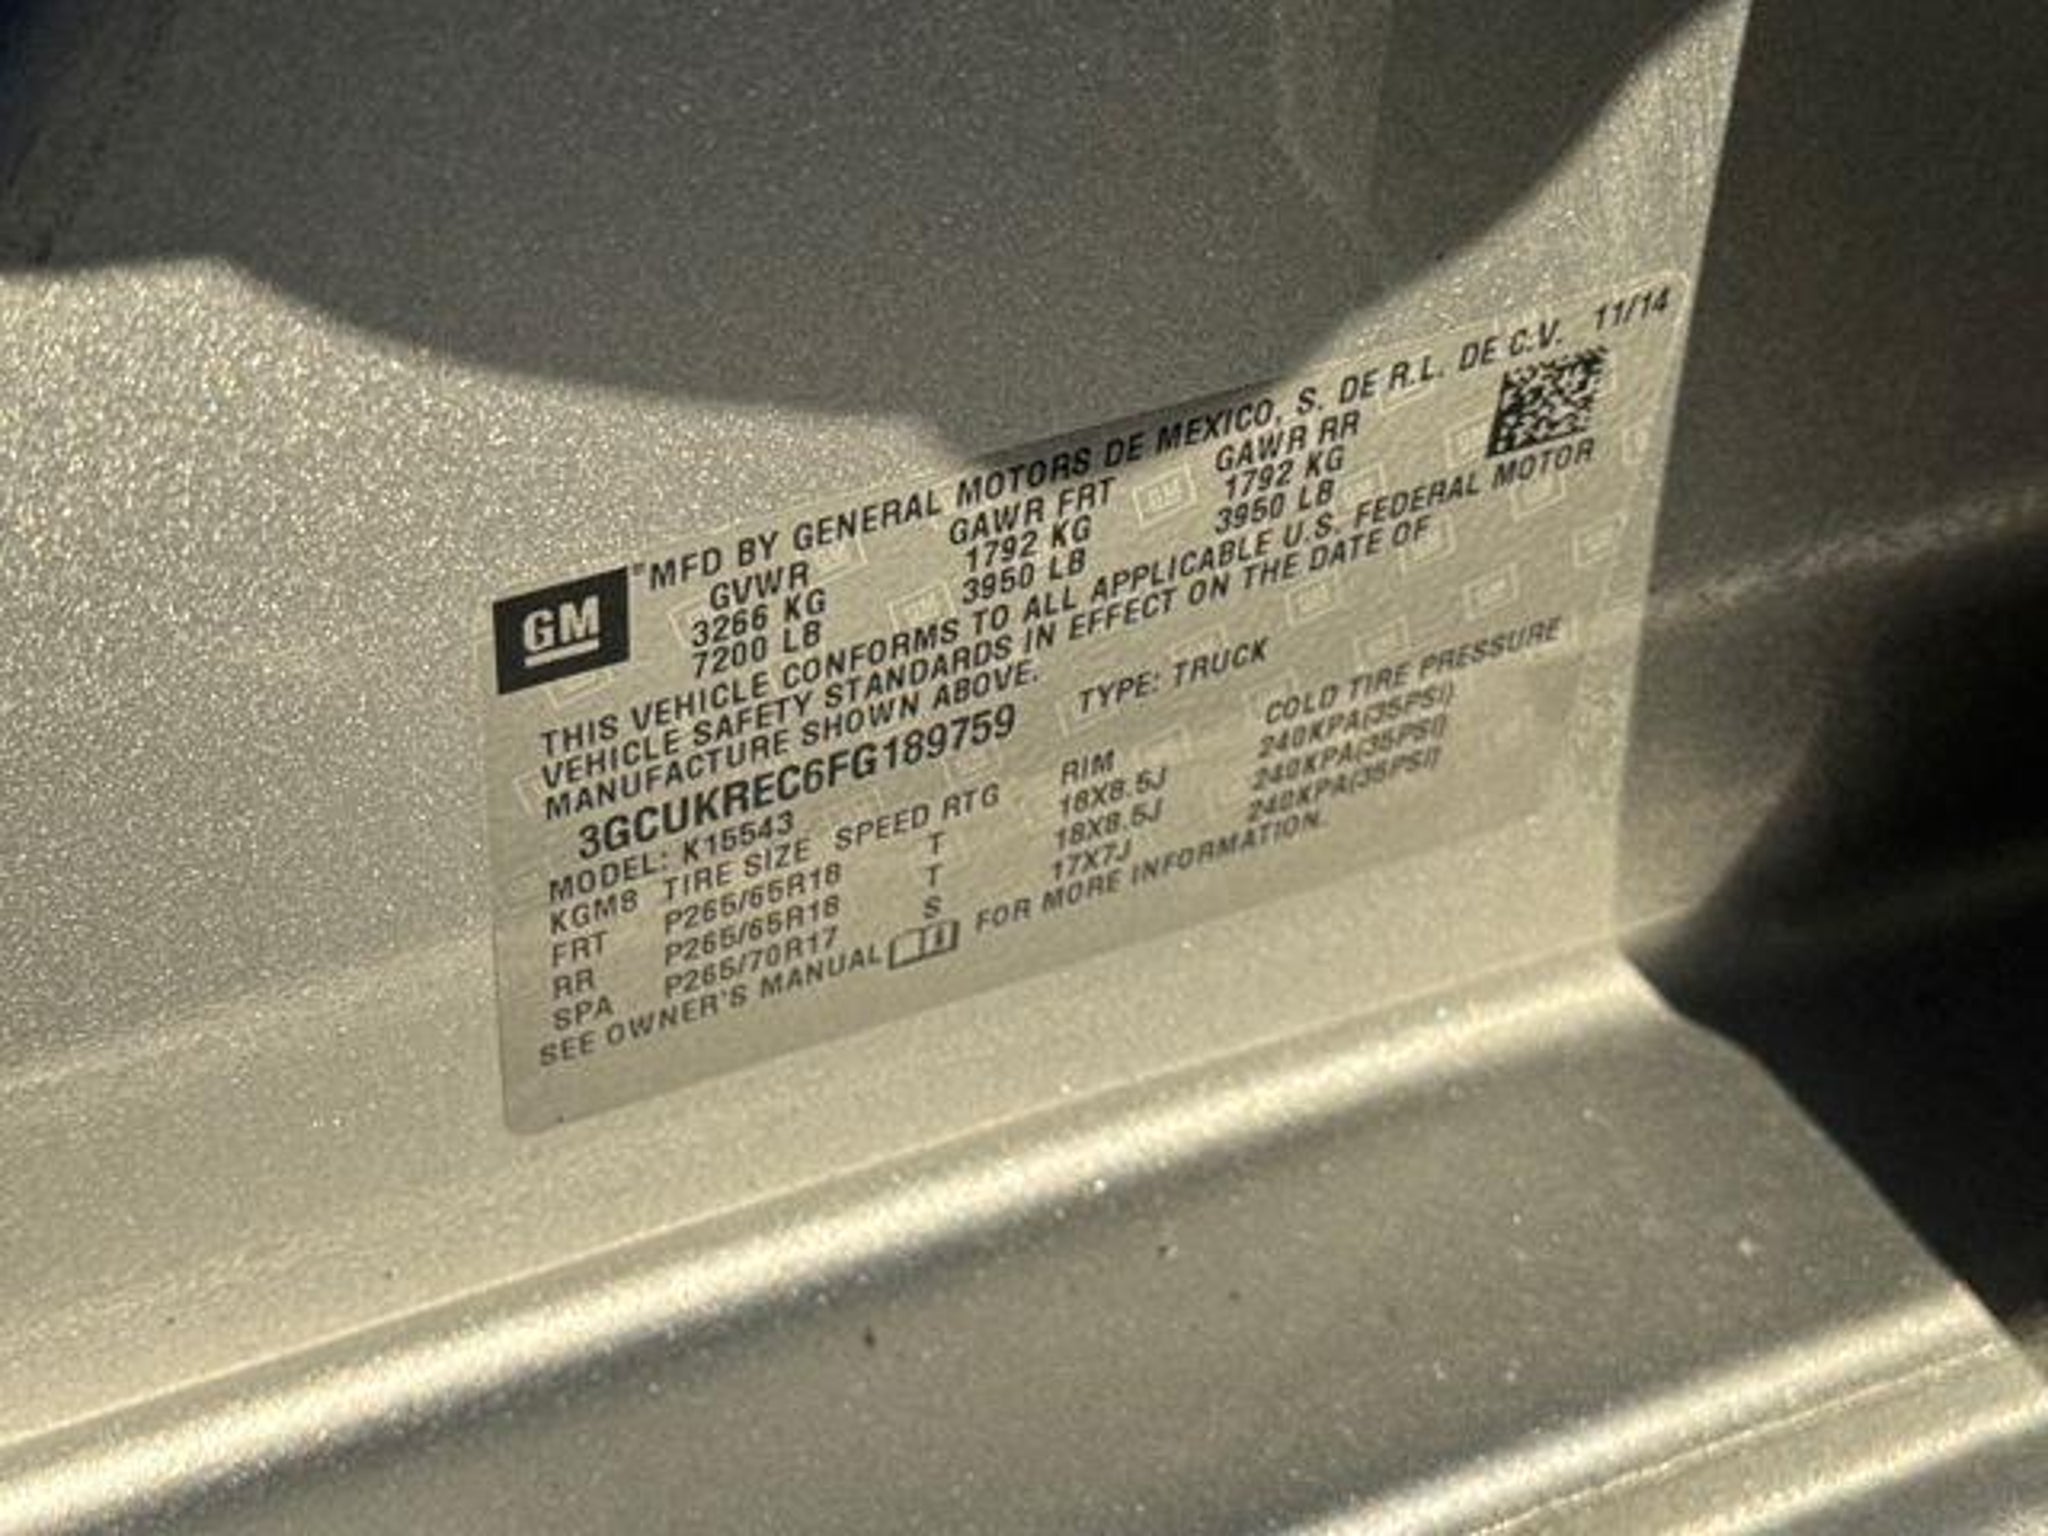 GM
"MFD BY GENERAL MOTORS DE MEXICO, S. DE R.L. DE C.V. 11/14
GVWR GAWR FRT GAWR RR
3266 KG 1792 KG 1792 KG
7200 LB 3950 LB 3950 LB
THIS VEHICLE CONFORMS TO ALL APPLICABLE U.S. FEDERAL MOTOR
VEHICLE SAFETY STANDARDS IN EFFECT ON THE DATE OF
MANUFACTURE SHOWN ABOVE.
3GCUKREC6FG189759 TYPE: TRUCK
MODEL: K15543
KGM8 TIRE SIZE SPEED RTG RIM COLD TIRE PRESSURE
FRT P265/65R18 T 18X8.5J 240KPA(35PSI)
RR P265/65R18 T 18X8.5J 240KPA(35PSI)
SPA P265/70R17 S 17X7J 240KPA(35PSI)
SEE OWNER'S MANUAL FOR MORE INFORMATION.